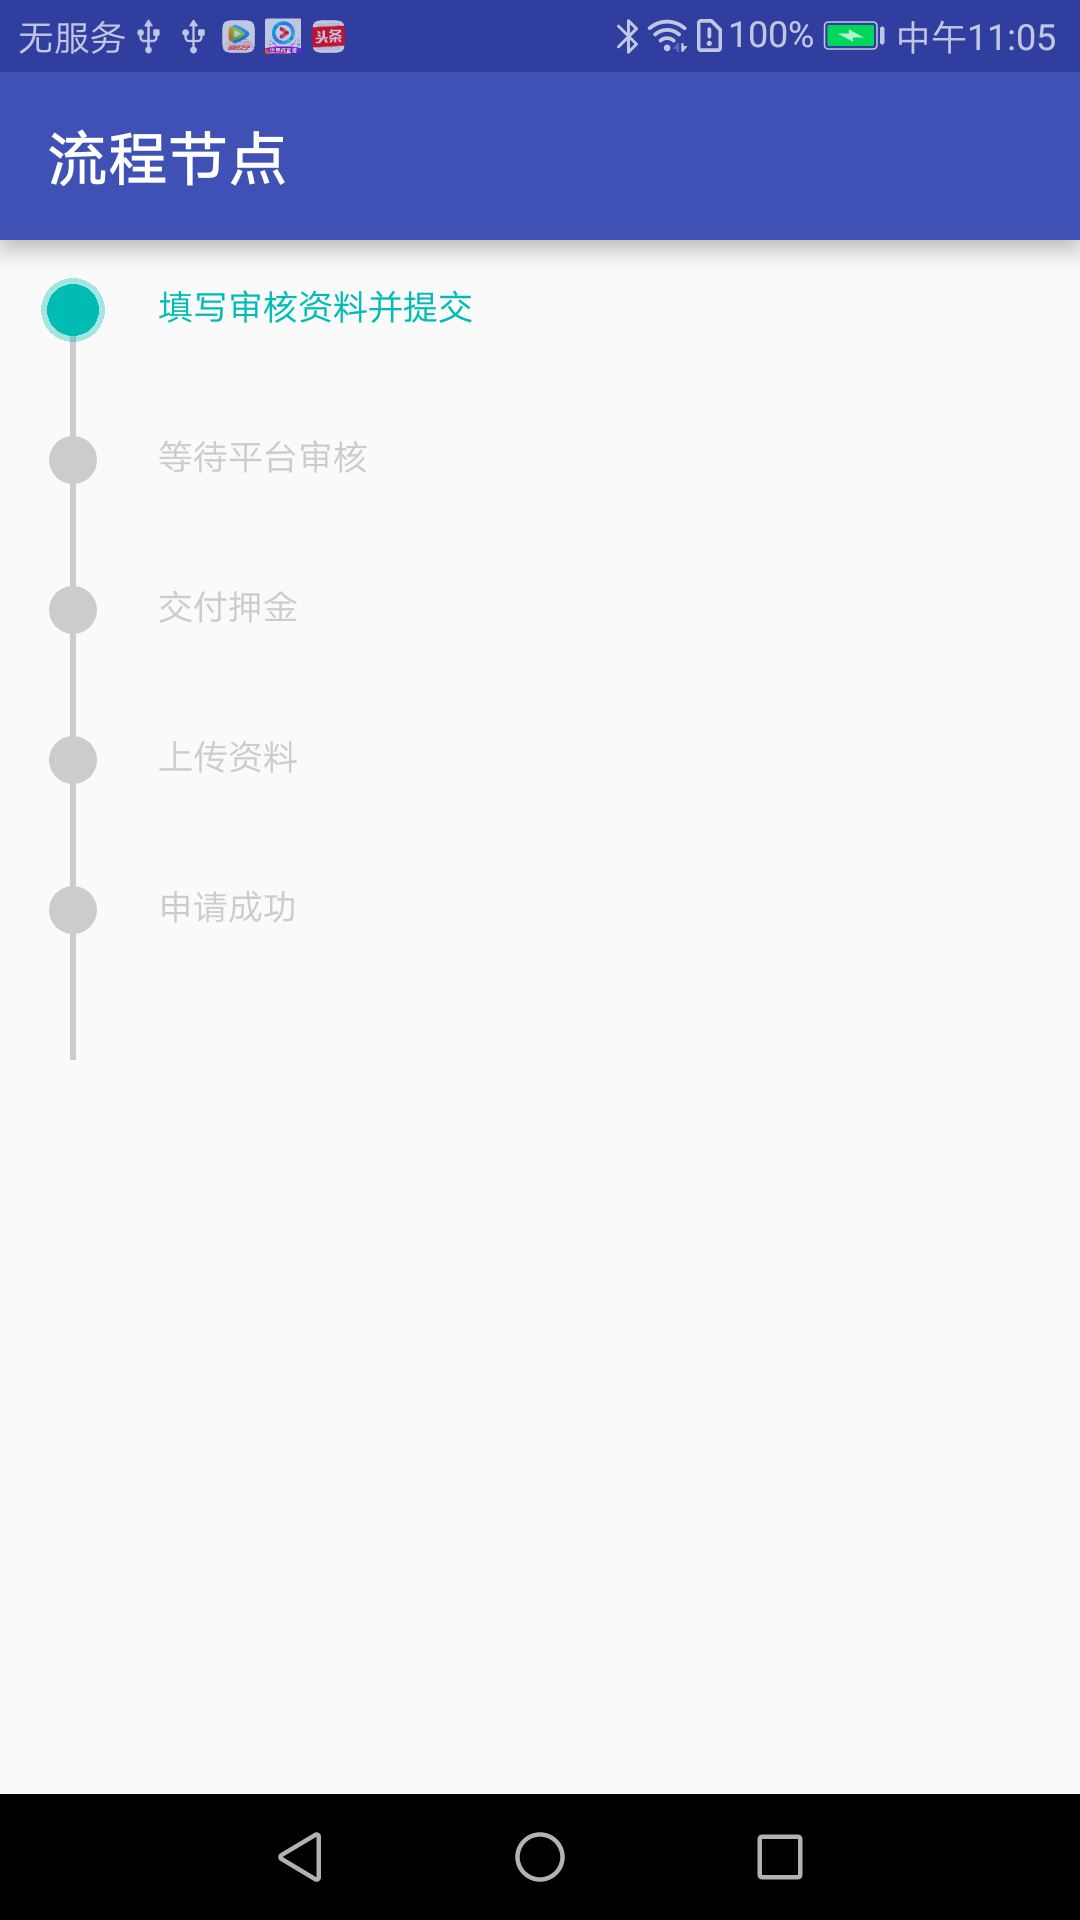 无服务 头条 100% 中午11:05
流程节点
填写审核资料并提交
等待平台审核
交付押金
上传资料
申请成功